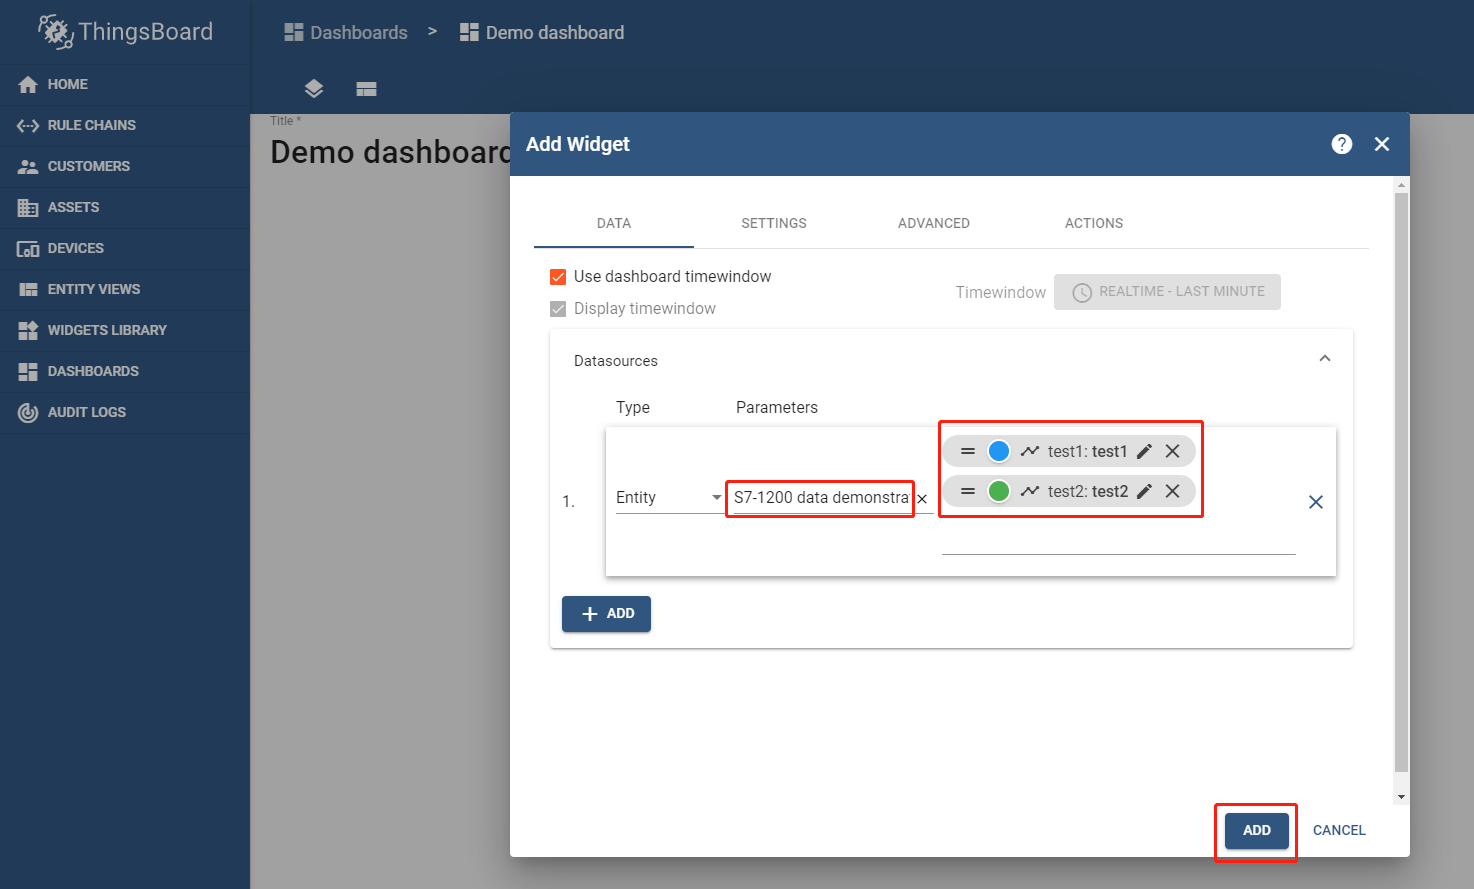 ThingsBoard
Dashboards > Demo dashboard
HOME
RULE CHAINS
CUSTOMERS
ASSETS
DEVICES
ENTITY VIEWS
WIDGETS LIBRARY
DASHBOARDS
AUDIT LOGS
Title *
Demo dashboard
Add Widget
DATA SETTINGS ADVANCED ACTIONS
Use dashboard timewindow
Display timewindow
Timewindow REALTIME - LAST MINUTE
Datasources
Type Parameters
1. Entity S7-1200 data demonstra
test1: test1
test2: test2
ADD
ADD CANCEL